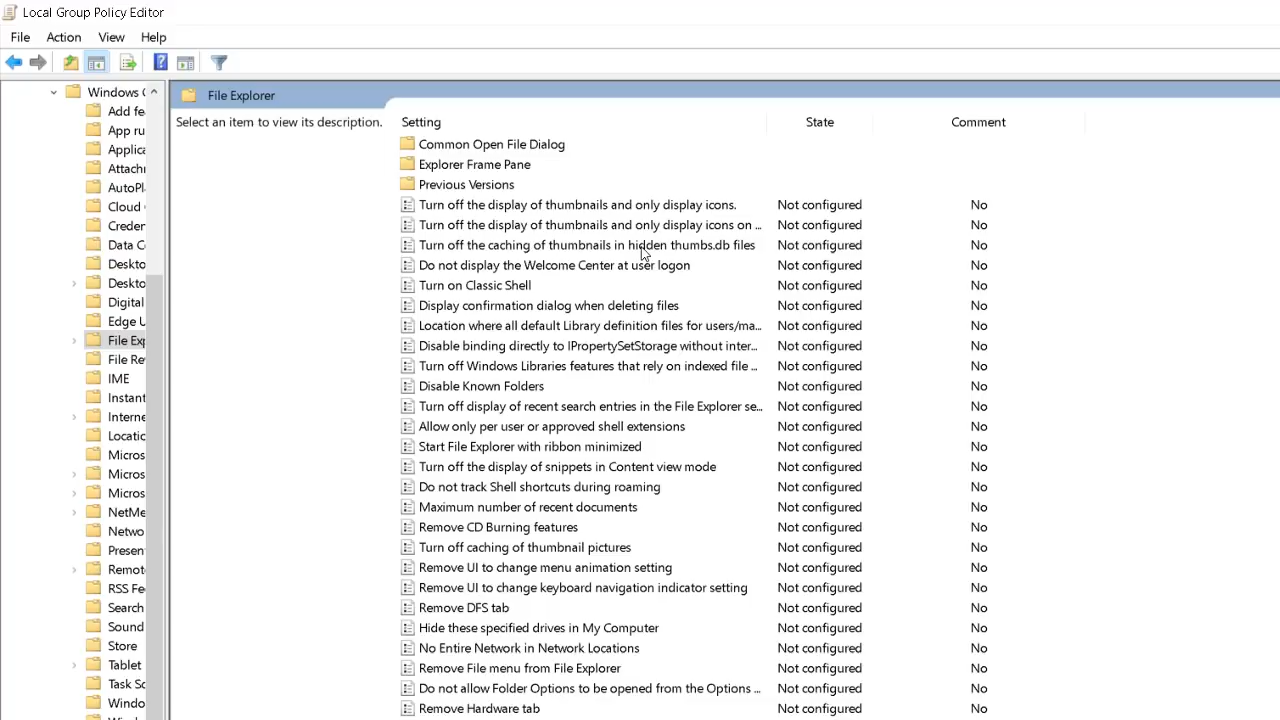 Local Group Policy Editor
File Action View Help
Windows C
Add fe
App ru
Applica
Attach
AutoPl
Cloud
Creden
Data C
Deskto
Deskto
Digital
Edge U
File Exp
File Re
IME
Instant
Interne
Locatic
Micros
Micros
Micros
NetMe
Netwo
Presen
Remot
RSS Fe
Search
Sound
Store
Tablet
Task Sc
Windo
File Explorer
Select an item to view its description.
Setting State Comment
Common Open File Dialog
Explorer Frame Pane
Previous Versions
Turn off the display of thumbnails and only display icons. Not configured No
Turn off the display of thumbnails and only display icons on ... Not configured No
Turn off the caching of thumbnails in hidden thumbs.db files Not configured No
Do not display the Welcome Center at user logon Not configured No
Turn on Classic Shell Not configured No
Display confirmation dialog when deleting files Not configured No
Location where all default Library definition files for users/ma... Not configured No
Disable binding directly to IPropertySetStorage without inter... Not configured No
Turn off Windows Libraries features that rely on indexed file ... Not configured No
Disable Known Folders Not configured No
Turn off display of recent search entries in the File Explorer se... Not configured No
Allow only per user or approved shell extensions Not configured No
Start File Explorer with ribbon minimized Not configured No
Turn off the display of snippets in Content view mode Not configured No
Do not track Shell shortcuts during roaming Not configured No
Maximum number of recent documents Not configured No
Remove CD Burning features Not configured No
Turn off caching of thumbnail pictures Not configured No
Remove UI to change menu animation setting Not configured No
Remove UI to change keyboard navigation indicator setting Not configured No
Remove DFS tab Not configured No
Hide these specified drives in My Computer Not configured No
No Entire Network in Network Locations Not configured No
Remove File menu from File Explorer Not configured No
Do not allow Folder Options to be opened from the Options ... Not configured No
Remove Hardware tab Not configured No